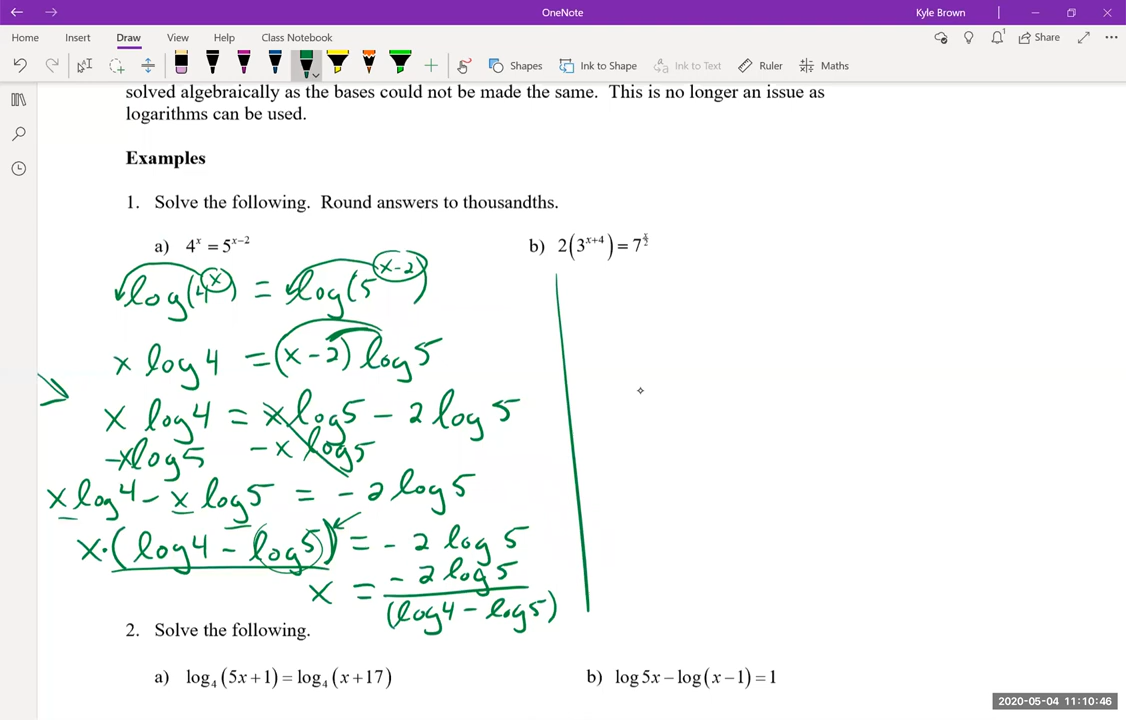 OneNote
Kyle Brown
Home Insert Draw View Help Class Notebook
Share
Shapes Ink to Shape Ink to Text Ruler Maths
solved algebraically as the bases could not be made the same. This is no longer an issue as
logarithms can be used.
Examples
1. Solve the following. Round answers to thousandths.
a) 4^x = 5^(x−2)
b) 2(3^(x+4)) = 7^(x/2)
log(4^x) = log(5^(x-2))
x log 4 = (x-2) log 5
x log 4 = x log 5 - 2 log 5
-x log 5 - x log 5
x log 4 - x log 5 = - 2 log 5
x·(log 4 - log 5) = - 2 log 5
x = - 2 log 5 / (log 4 - log 5)
2. Solve the following.
a) log₄(5x+1) = log₄(x+17)
b) log 5x − log(x−1) = 1
2020-05-04 11:10:46